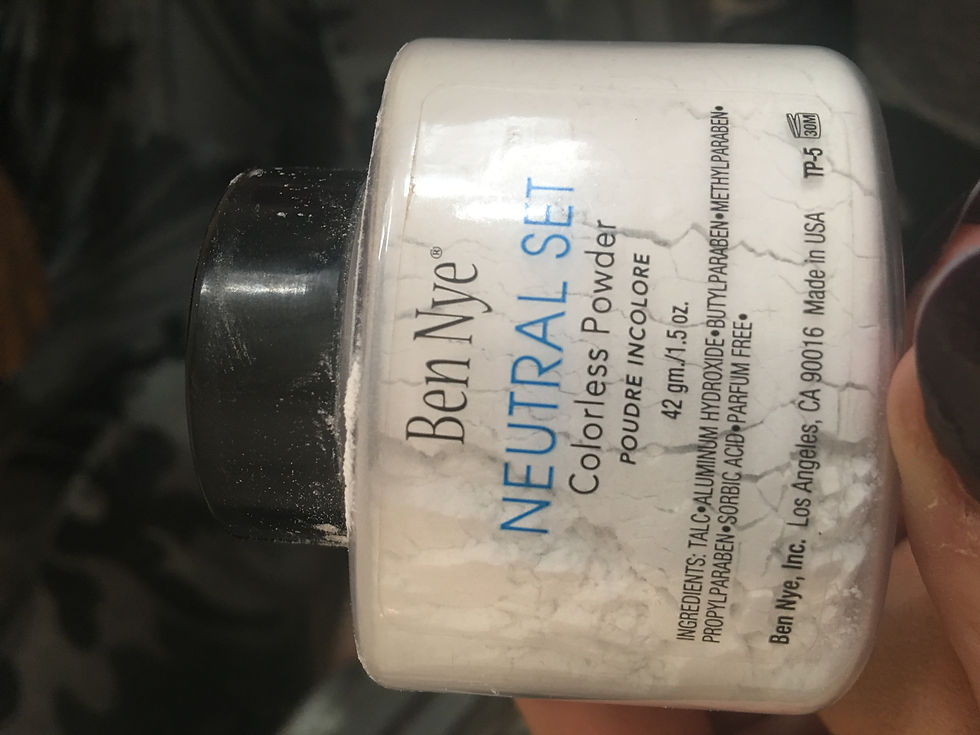 Ben Nye®
NEUTRAL SET
Colorless Powder
POUDRE INCOLORE
42 gm./1.5 oz.
INGREDIENTS: TALC•ALUMINUM HYDROXIDE•BUTYLPARABEN•METHYLPARABEN•
PROPYLPARABEN•SORBIC ACID•PARFUM FREE•
Ben Nye, Inc. Los Angeles, CA 90016 Made in USA TP-5 30M